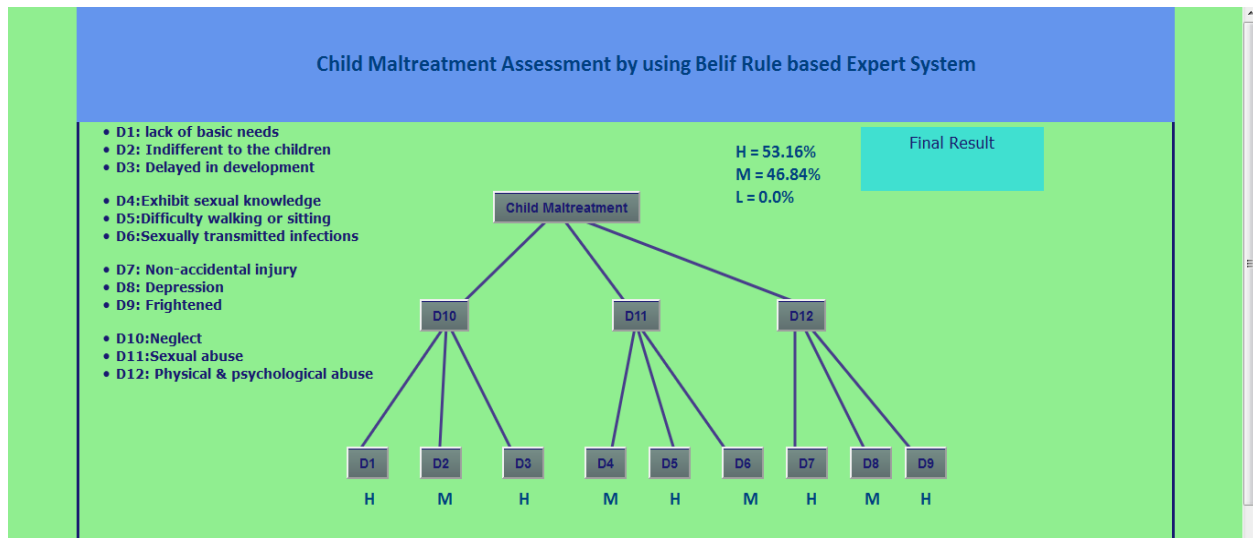 Child Maltreatment Assessment by using Belif Rule based Expert System
• D1: lack of basic needs
• D2: Indifferent to the children
• D3: Delayed in development
• D4:Exhibit sexual knowledge
• D5:Difficulty walking or sitting
• D6:Sexually transmitted infections
• D7: Non-accidental injury
• D8: Depression
• D9: Frightened
• D10:Neglect
• D11:Sexual abuse
• D12: Physical & psychological abuse
H = 53.16%
M = 46.84%
L = 0.0%
Final Result
Child Maltreatment
D10 D11 D12
D1 D2 D3 D4 D5 D6 D7 D8 D9
H M H M H M H M H